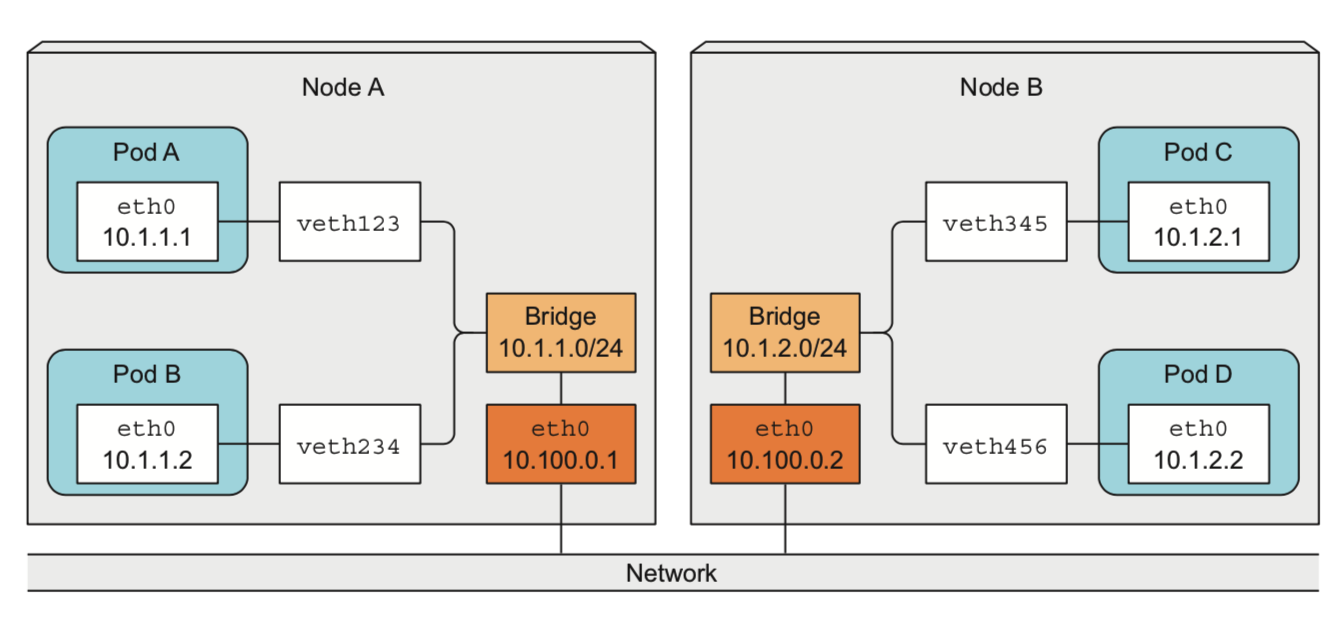 Node A
Pod A
eth0
10.1.1.1
veth123
Pod B
eth0
10.1.1.2
veth234
Bridge
10.1.1.0/24
eth0
10.100.0.1
Node B
Bridge
10.1.2.0/24
eth0
10.100.0.2
veth345
Pod C
eth0
10.1.2.1
veth456
Pod D
eth0
10.1.2.2
Network